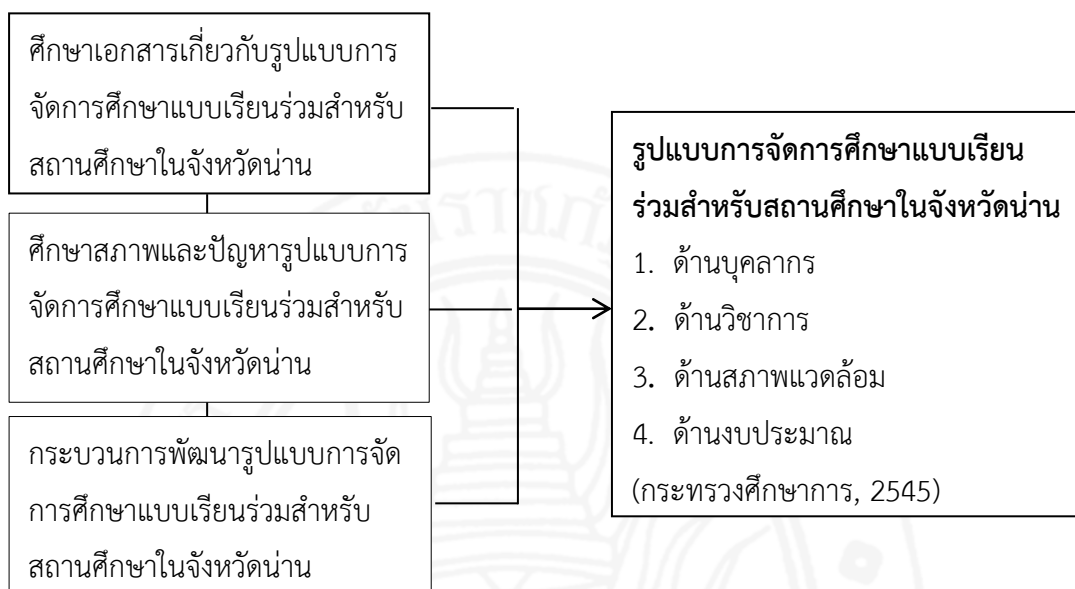 ศึกษาเอกสารเกี่ยวกับรูปแบบการ
จัดการศึกษาแบบเรียนร่วมสำหรับ
สถานศึกษาในจังหวัดน่าน
ศึกษาสภาพและปัญหารูปแบบการ
จัดการศึกษาแบบเรียนร่วมสำหรับ
สถานศึกษาในจังหวัดน่าน
กระบวนการพัฒนารูปแบบการจัด
การศึกษาแบบเรียนร่วมสำหรับ
สถานศึกษาในจังหวัดน่าน
รูปแบบการจัดการศึกษาแบบเรียน
ร่วมสำหรับสถานศึกษาในจังหวัดน่าน
1. ด้านบุคลากร
2. ด้านวิชาการ
3. ด้านสภาพแวดล้อม
4. ด้านงบประมาณ
(กระทรวงศึกษาการ, 2545)